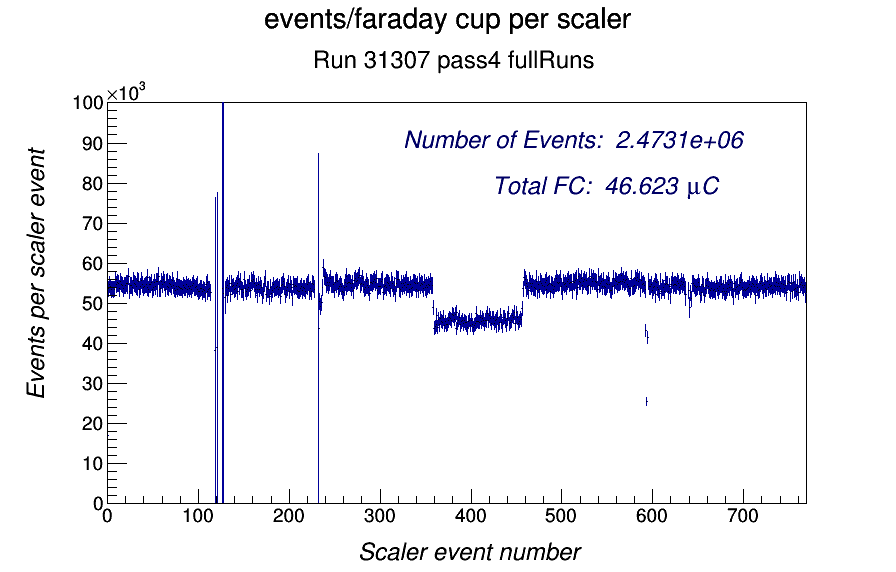 events/faraday cup per scaler
Run 31307 pass4 fullRuns
×10³
100
90
80
70
60
50
40
30
20
10
0
Number of Events: 2.4731e+06
Total FC: 46.623 μC
Events per scaler event
0 100 200 300 400 500 600 700
Scaler event number